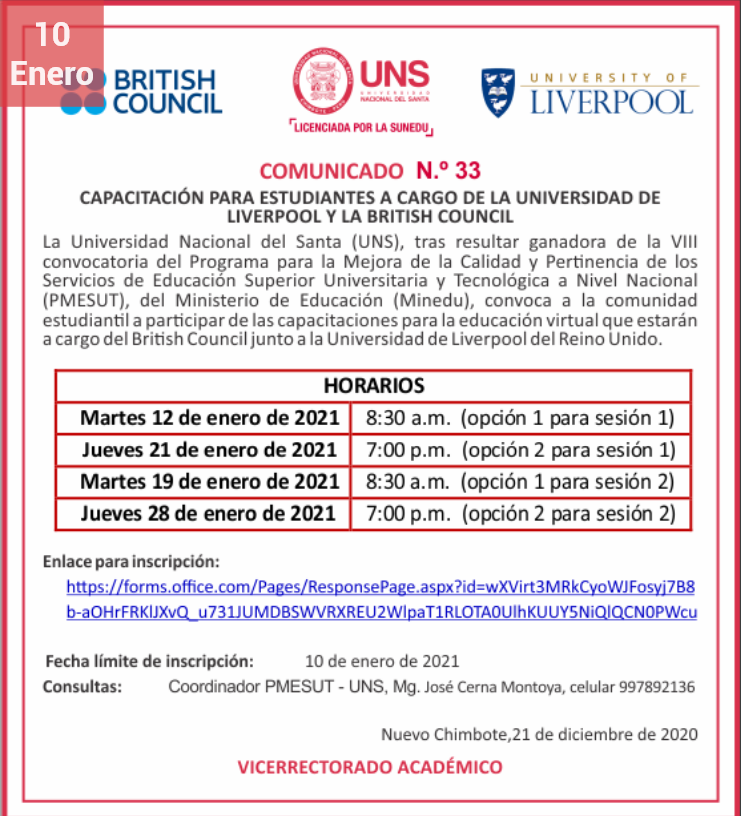 10
Enero
BRITISH
COUNCIL
UNS
UNIVERSIDAD
NACIONAL DEL SANTA
LICENCIADA POR LA SUNEDU
UNIVERSITY OF
LIVERPOOL
COMUNICADO N.º 33
CAPACITACIÓN PARA ESTUDIANTES A CARGO DE LA UNIVERSIDAD DE
LIVERPOOL Y LA BRITISH COUNCIL
La Universidad Nacional del Santa (UNS), tras resultar ganadora de la VIII
convocatoria del Programa para la Mejora de la Calidad y Pertinencia de los
Servicios de Educación Superior Universitaria y Tecnológica a Nivel Nacional
(PMESUT), del Ministerio de Educación (Minedu), convoca a la comunidad
estudiantil a participar de las capacitaciones para la educación virtual que estarán
a cargo del British Council junto a la Universidad de Liverpool del Reino Unido.
HORARIOS
Martes 12 de enero de 2021 8:30 a.m. (opción 1 para sesión 1)
Jueves 21 de enero de 2021 7:00 p.m. (opción 2 para sesión 1)
Martes 19 de enero de 2021 8:30 a.m. (opción 1 para sesión 2)
Jueves 28 de enero de 2021 7:00 p.m. (opción 2 para sesión 2)
Enlace para inscripción:
https://forms.office.com/Pages/ResponsePage.aspx?id=wXVirt3MRkCyoWJFosyj7B8
b-aOHrFRKlJXvQ_u731JUMDBSWVRXREU2WlpaT1RLOTA0UlhKUUY5NiQlQCN0PWcu
Fecha límite de inscripción: 10 de enero de 2021
Consultas: Coordinador PMESUT - UNS, Mg. José Cerna Montoya, celular 997892136
Nuevo Chimbote,21 de diciembre de 2020
VICERRECTORADO ACADÉMICO